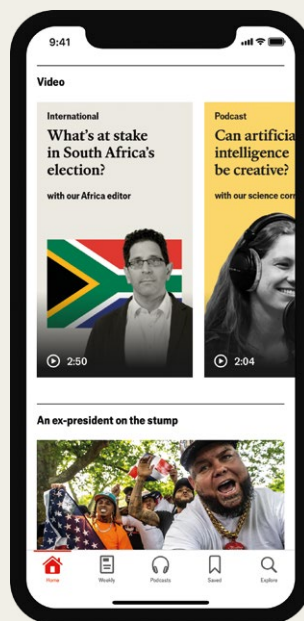 9:41
Video
International
What's at stake
in South Africa's
election?
with our Africa editor
2:50
Podcast
Can artificia
intelligence
be creative?
with our science corr
2:04
An ex-president on the stump
Home
Weekly
Podcasts
Saved
Explore